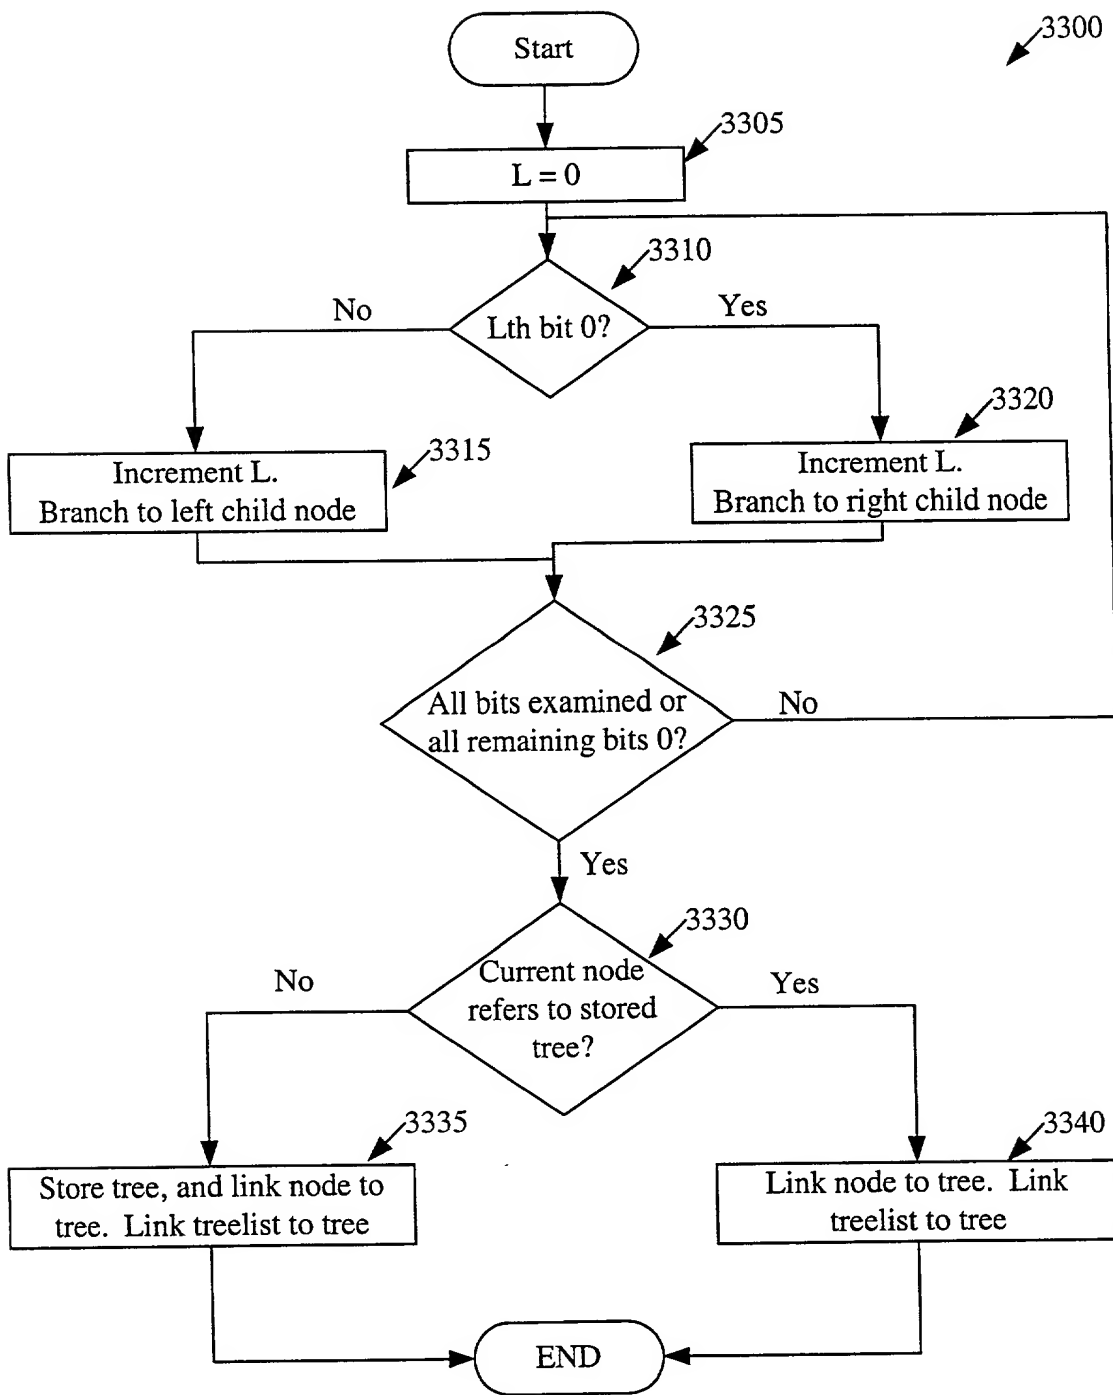 Start
3300
3305
L = 0
3310
No
Yes
Lth bit 0?
3320
3315
Increment L.
Branch to left child node
Increment L.
Branch to right child node
3325
All bits examined or
all remaining bits 0?
No
Yes
3330
No
Yes
Current node
refers to stored
tree?
3335
3340
Store tree, and link node to
tree. Link treelist to tree
Link node to tree. Link
treelist to tree
END